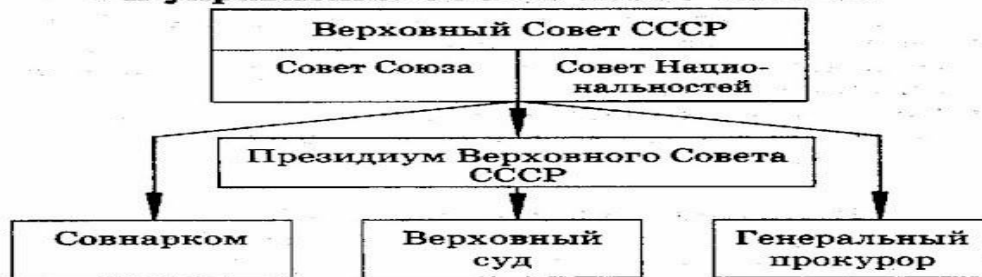 Верховный Совет СССР
Совет Союза
Совет Нацио-
нальностей
Президиум Верховного Совета
СССР
Совнарком
Верховный
суд
Генеральный
прокурор